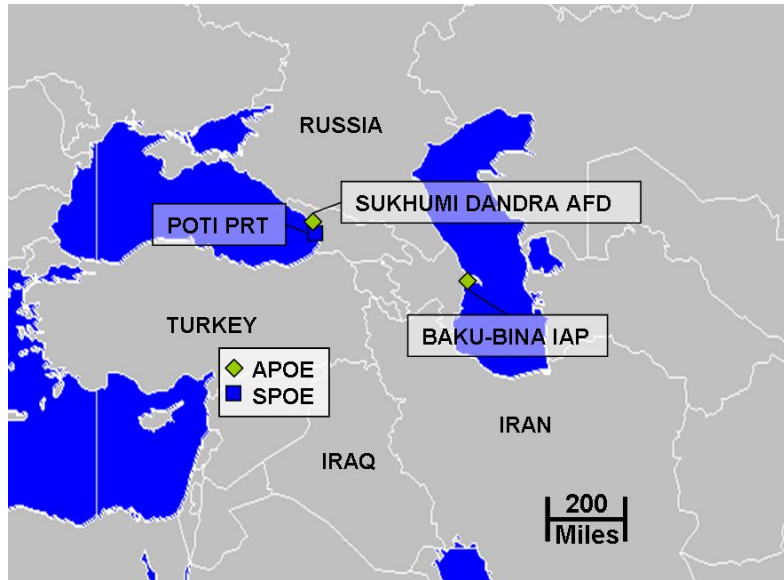 RUSSIA
SUKHUMI DANDRA AFD
POTI PRT
TURKEY
BAKU-BINA IAP
APOE
SPOE
IRAN
IRAQ
200
Miles